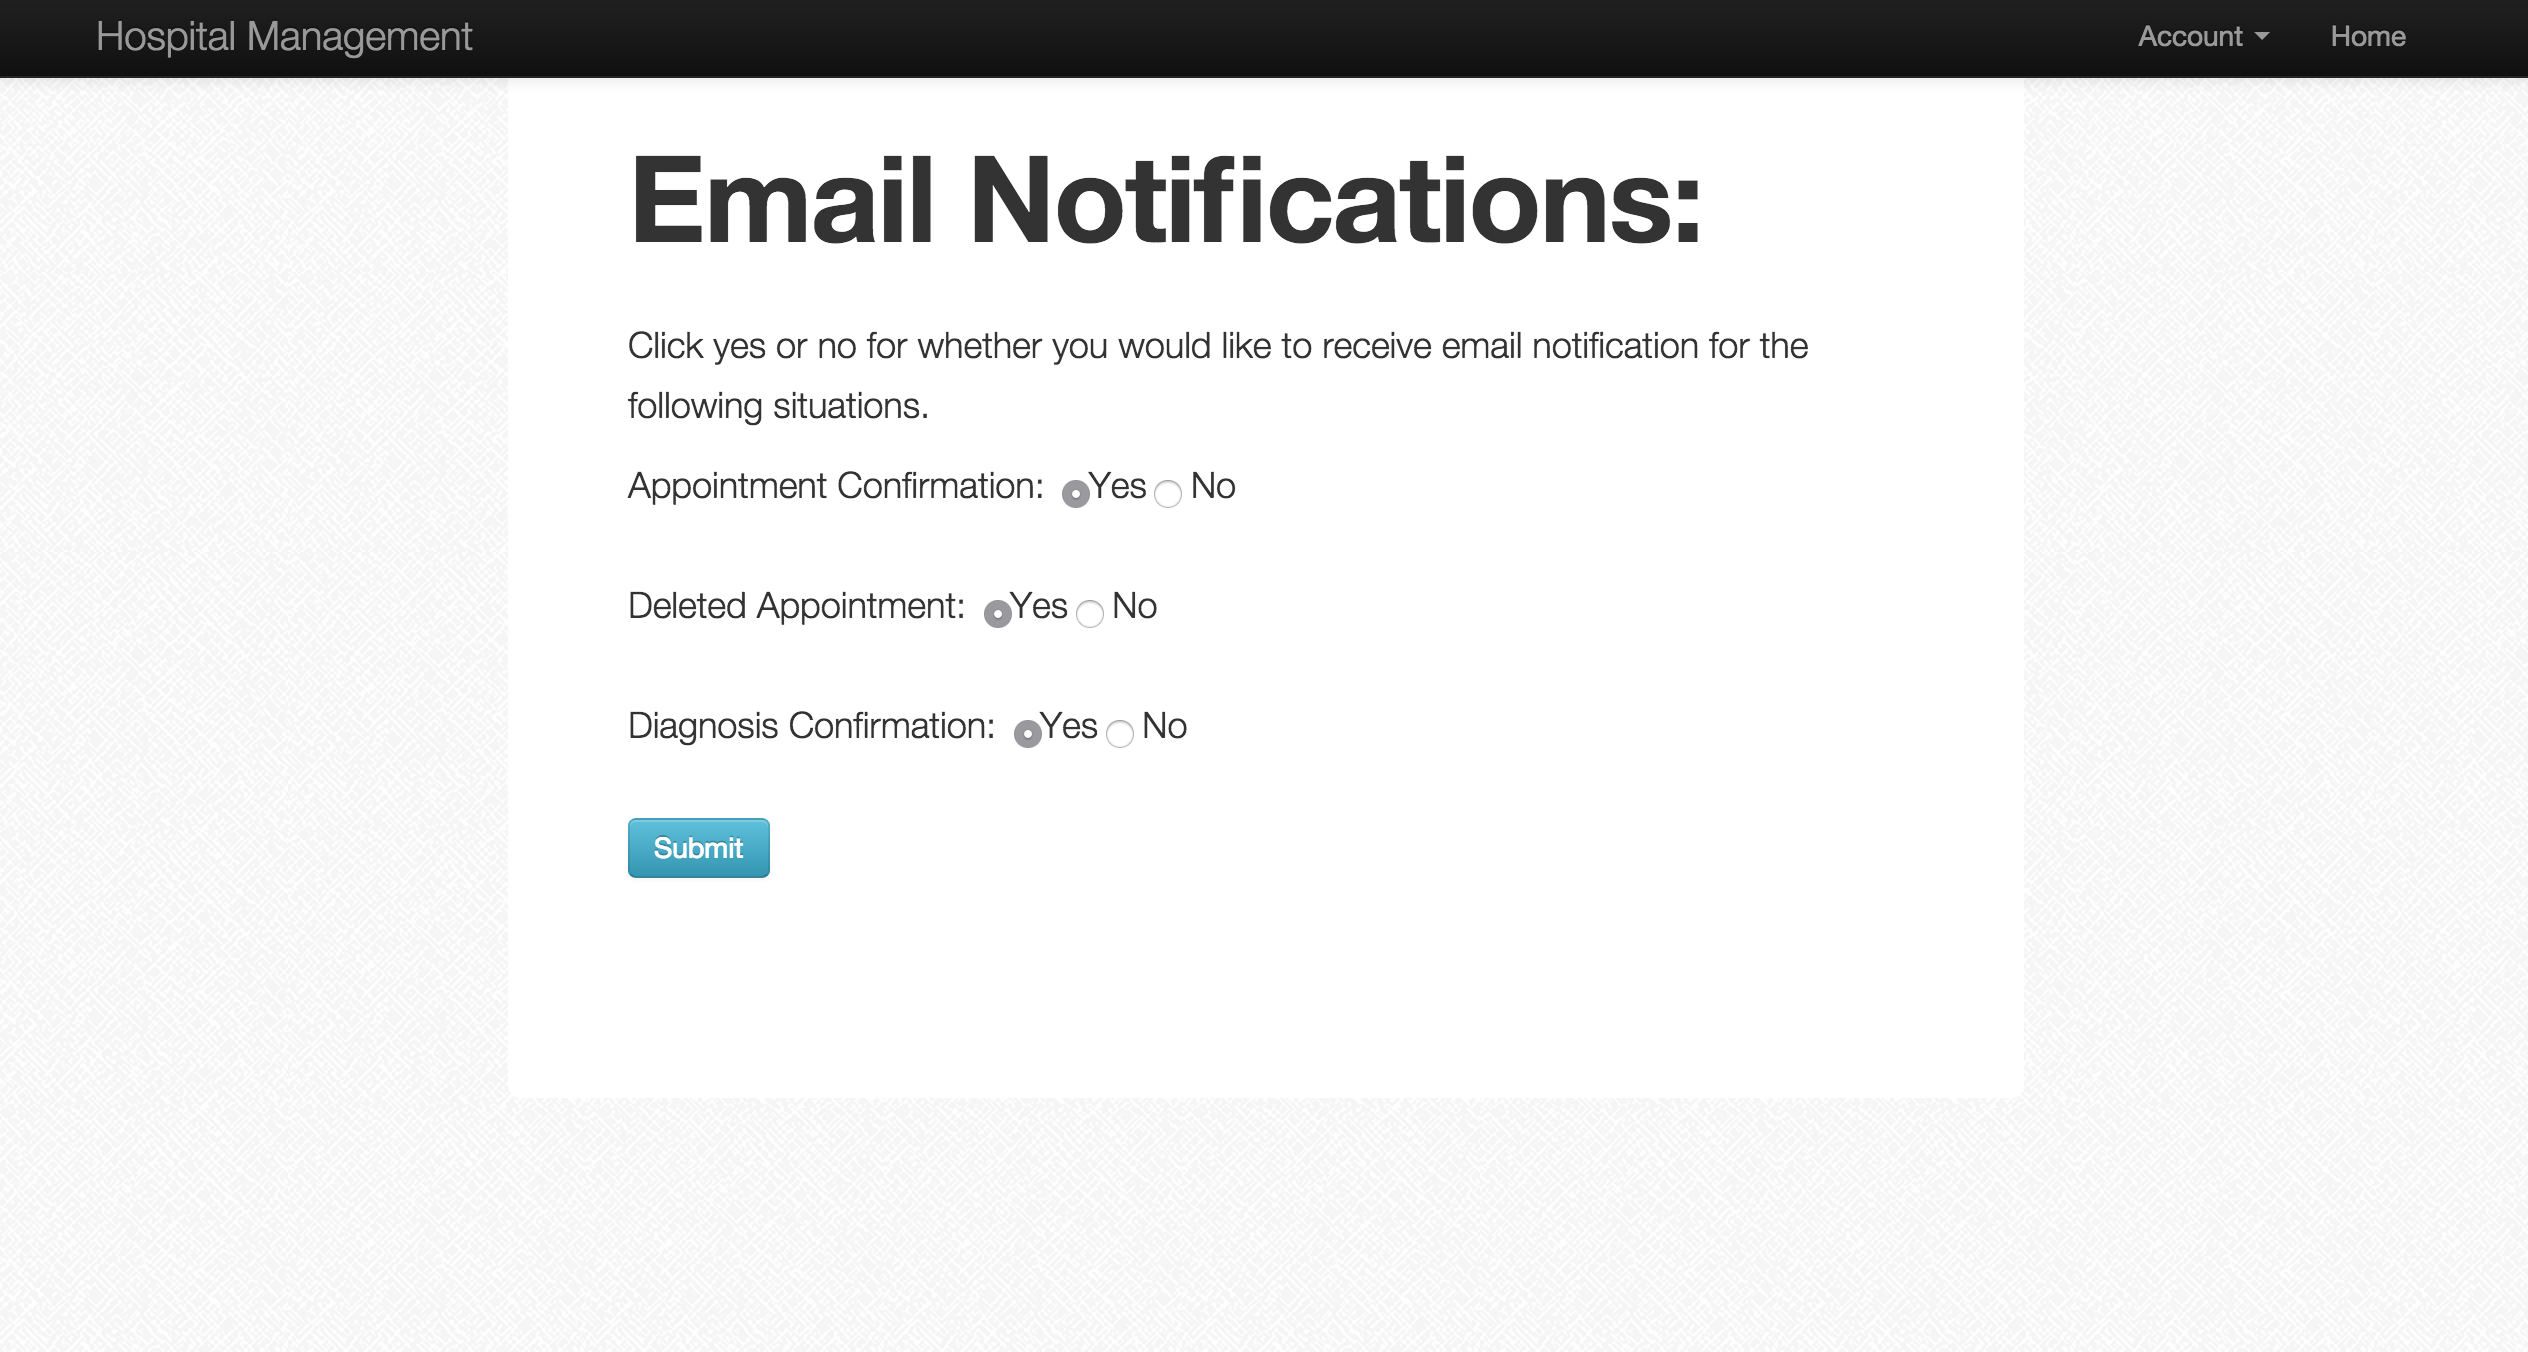 Hospital Management
Account
Home
Email Notifications:
Click yes or no for whether you would like to receive email notification for the
following situations.
Appointment Confirmation: Yes No
Deleted Appointment: Yes No
Diagnosis Confirmation: Yes No
Submit